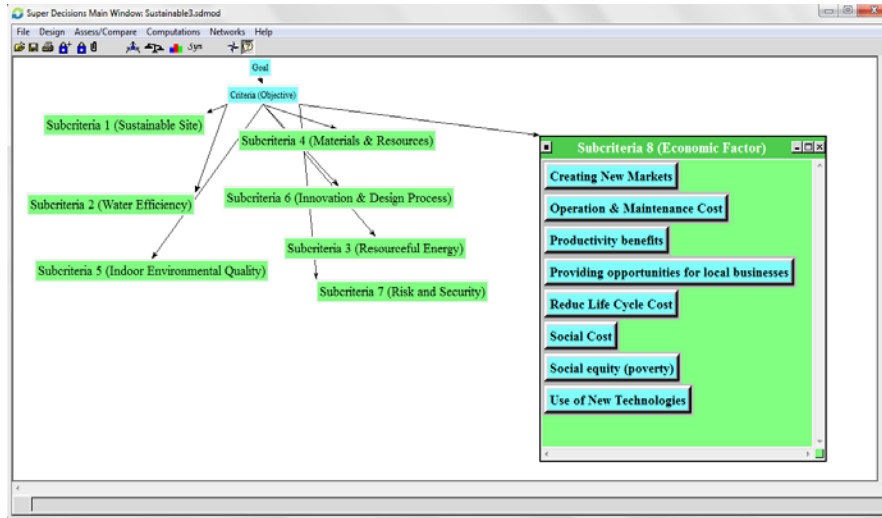 Super Decisions Main Window: Sustainable3.sdmod
File Design Assess/Compare Computations Networks Help
Syn
Goal
Criteria (Objective)
Subcriteria 1 (Sustainable Site)
Subcriteria 4 (Materials & Resources)
Subcriteria 2 (Water Efficiency)
Subcriteria 6 (Innovation & Design Process)
Subcriteria 3 (Resourceful Energy)
Subcriteria 5 (Indoor Environmental Quality)
Subcriteria 7 (Risk and Security)
Subcriteria 8 (Economic Factor)
Creating New Markets
Operation & Maintenance Cost
Productivity benefits
Providing opportunities for local businesses
Reduc Life Cycle Cost
Social Cost
Social equity (poverty)
Use of New Technologies